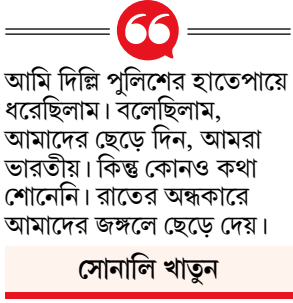 আমি দিল্লি পুলিশের হাতেপায়ে
ধরেছিলাম। বলেছিলাম,
আমাদের ছেড়ে দিন, আমরা
ভারতীয়। কিন্তু কোনও কথা
শোনেনি। রাতের অন্ধকারে
আমাদের জঙ্গলে ছেড়ে দেয়।
সোনালি খাতুন